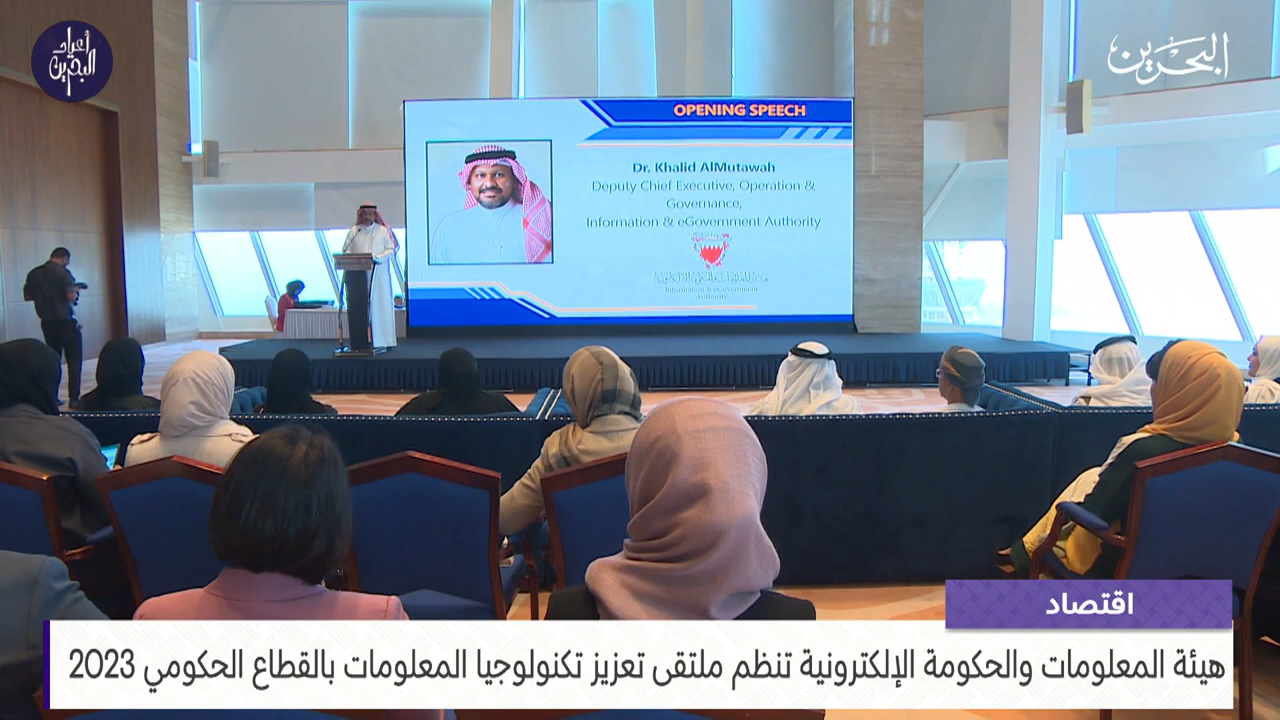 أعياد
البحرين
البحرين
OPENING SPEECH
Dr. Khalid AlMutawah
Deputy Chief Executive, Operation &
Governance,
Information & eGovernment Authority
Information & eGovernment
Authority
اقتصاد
هيئة المعلومات والحكومة الإلكترونية تنظم ملتقى تعزيز تكنولوجيا المعلومات بالقطاع الحكومي 2023